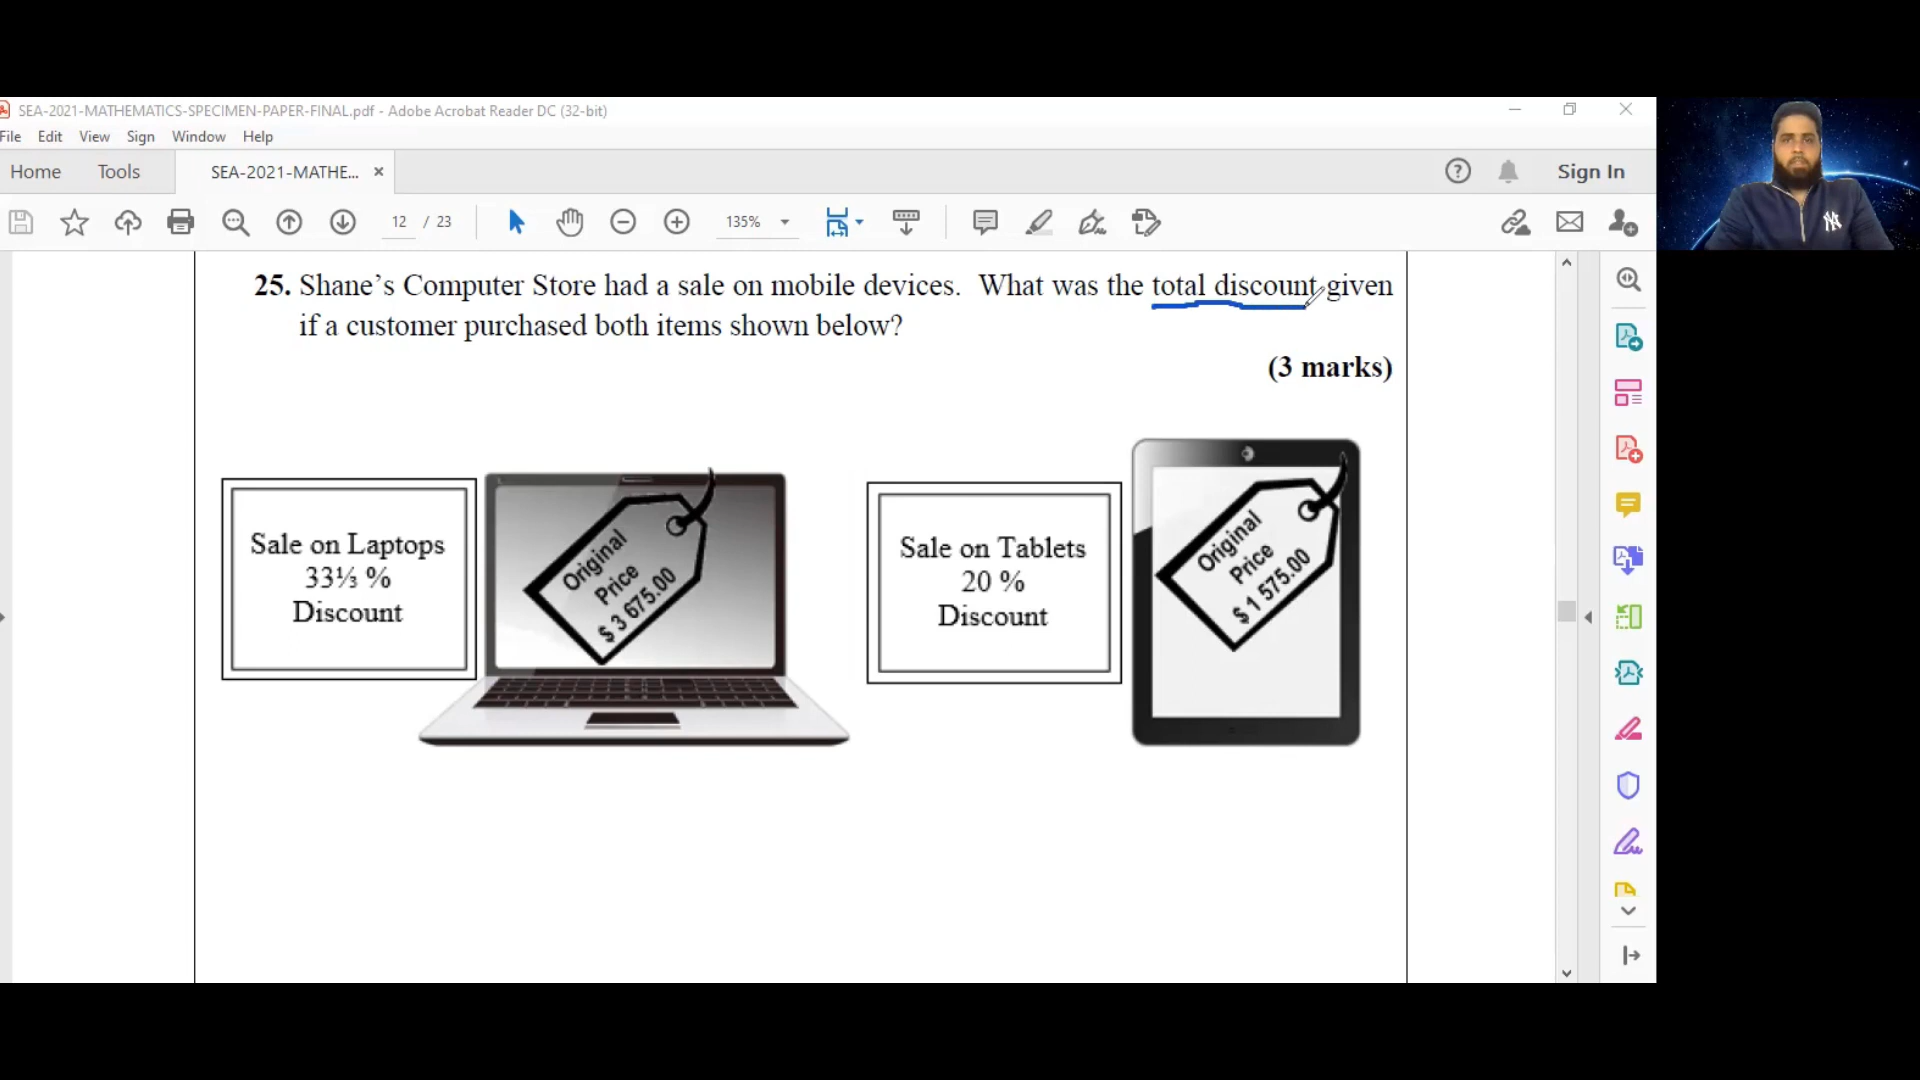 SEA-2021-MATHEMATICS-SPECIMEN-PAPER-FINAL.pdf - Adobe Acrobat Reader DC (32-bit)
File Edit View Sign Window Help
Home Tools SEA-2021-MATHE... × Sign In
12 / 23 135%
25. Shane’s Computer Store had a sale on mobile devices. What was the total discount given
if a customer purchased both items shown below?
(3 marks)
Sale on Laptops
33⅓ %
Discount
Original
Price
$ 3 675.00
Sale on Tablets
20 %
Discount
Original
Price
$ 1 575.00
NY